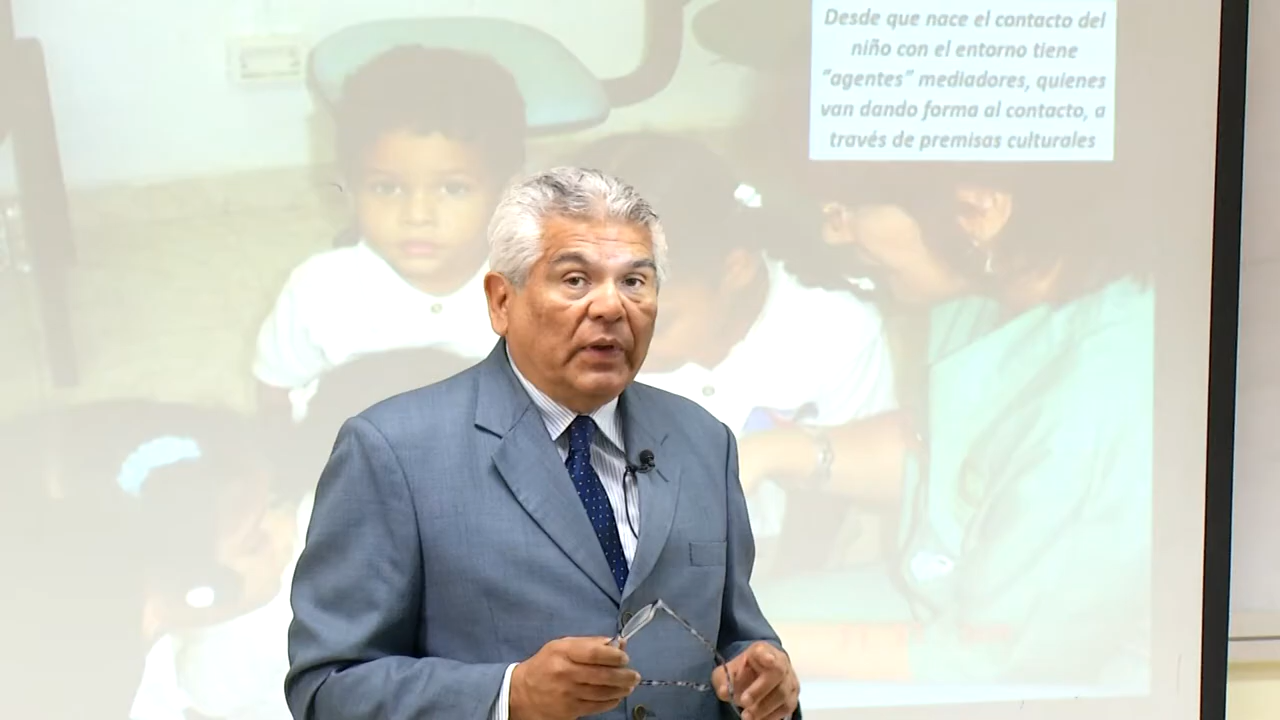 Desde que nace el contacto del
niño con el entorno tiene
"agentes" mediadores, quienes
van dando forma al contacto, a
través de premisas culturales